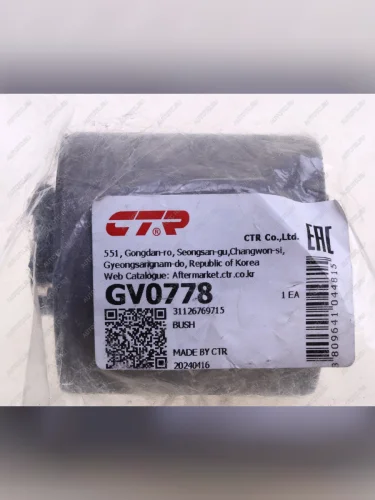 CTR®
CTR Co.,Ltd.
EAC
551, Gongdan-ro, Seongsan-gu,Changwon-si,
Gyeongsangnam-do, Republic of Korea
Web Catalogue: Aftermarket.ctr.co.kr
GV0778
1 EA
31126769715
BUSH
MADE BY CTR
20240416